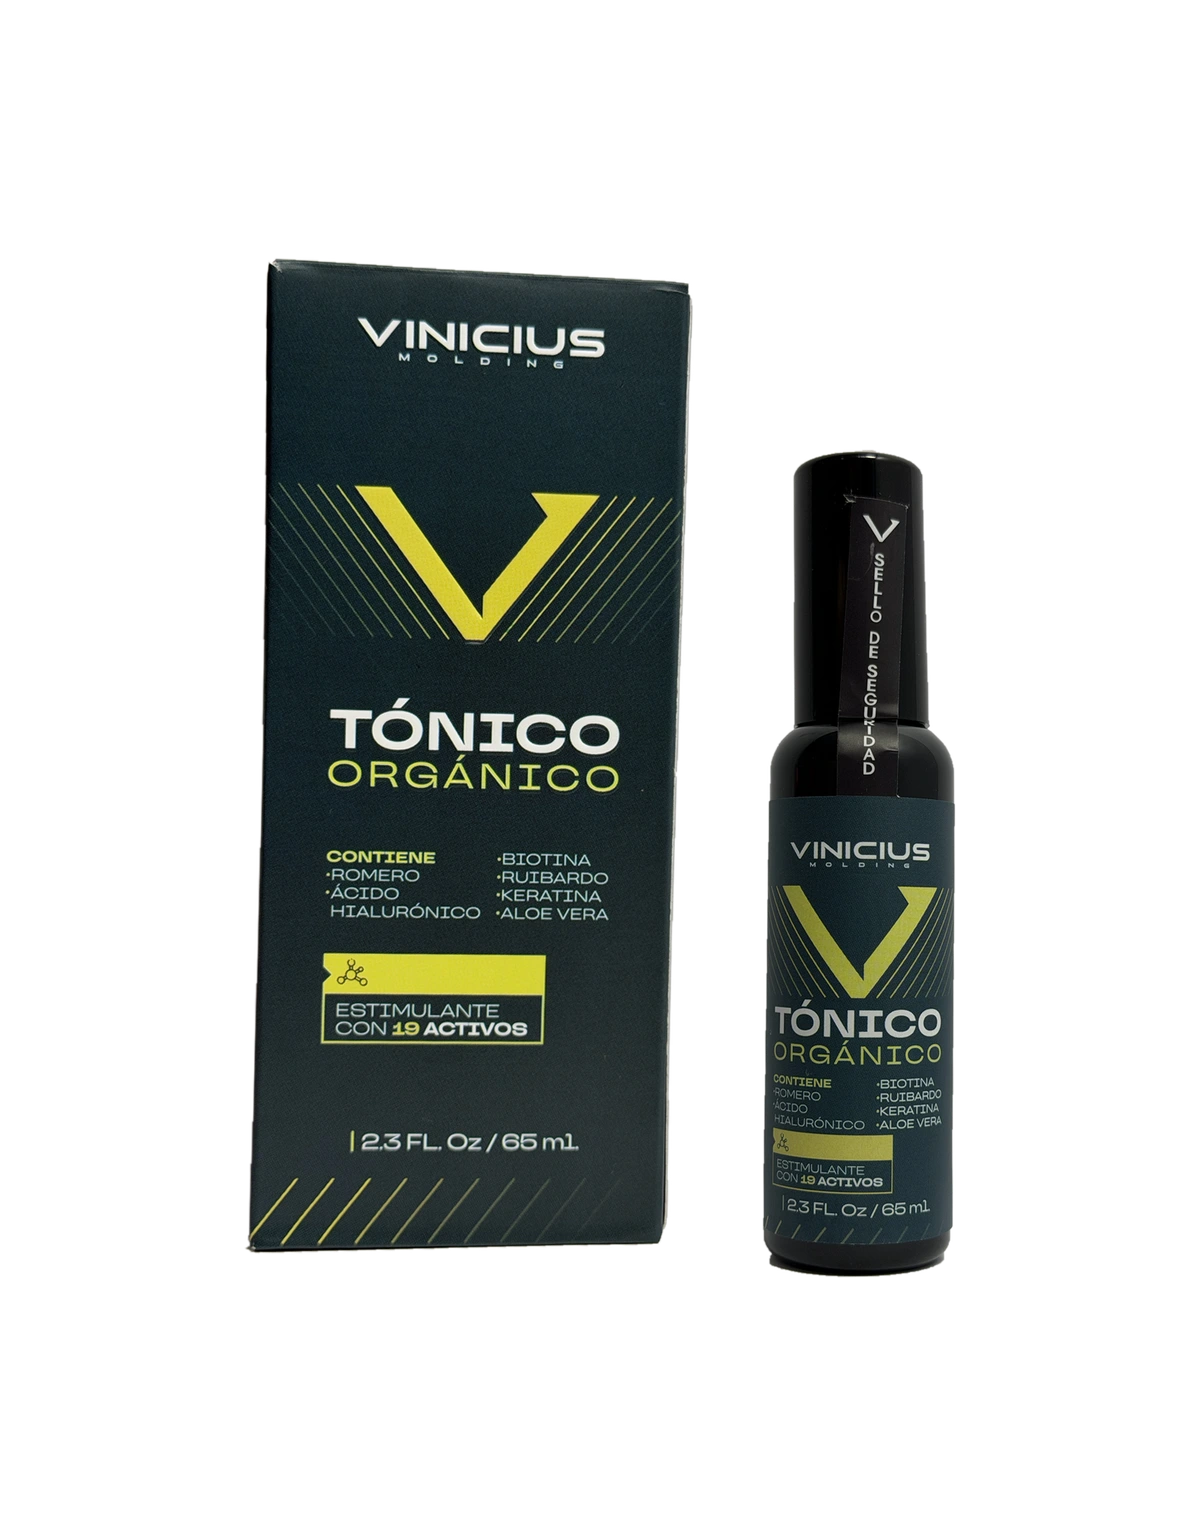 VINICIUS
MOLDING
TÓNICO
ORGÁNICO
CONTIENE
•ROMERO
•ÁCIDO
HIALURÓNICO
•BIOTINA
•RUIBARDO
•KERATINA
•ALOE VERA
ESTIMULANTE
CON 19 ACTIVOS
2.3 FL. Oz / 65 ml.
V SELLO DE SEGURIDAD
VINICIUS
MOLDING
TÓNICO
ORGÁNICO
CONTIENE
•ROMERO
•ÁCIDO
HIALURÓNICO
•BIOTINA
•RUIBARDO
•KERATINA
•ALOE VERA
ESTIMULANTE
CON 19 ACTIVOS
2.3 FL. Oz / 65 ml.